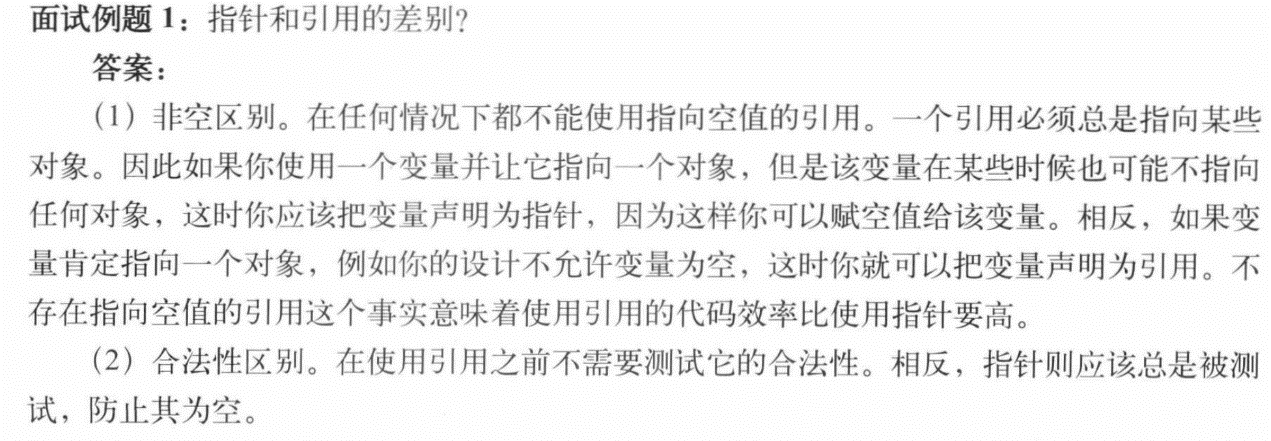 面试例题 1：指针和引用的差别？
答案：
（1）非空区别。在任何情况下都不能使用指向空值的引用。一个引用必须总是指向某些
对象。因此如果你使用一个变量并让它指向一个对象，但是该变量在某些时候也可能不指向
任何对象，这时你应该把变量声明为指针，因为这样你可以赋空值给该变量。相反，如果变
量肯定指向一个对象，例如你的设计不允许变量为空，这时你就可以把变量声明为引用。不
存在指向空值的引用这个事实意味着使用引用的代码效率比使用指针要高。
（2）合法性区别。在使用引用之前不需要测试它的合法性。相反，指针则应该总是被测
试，防止其为空。